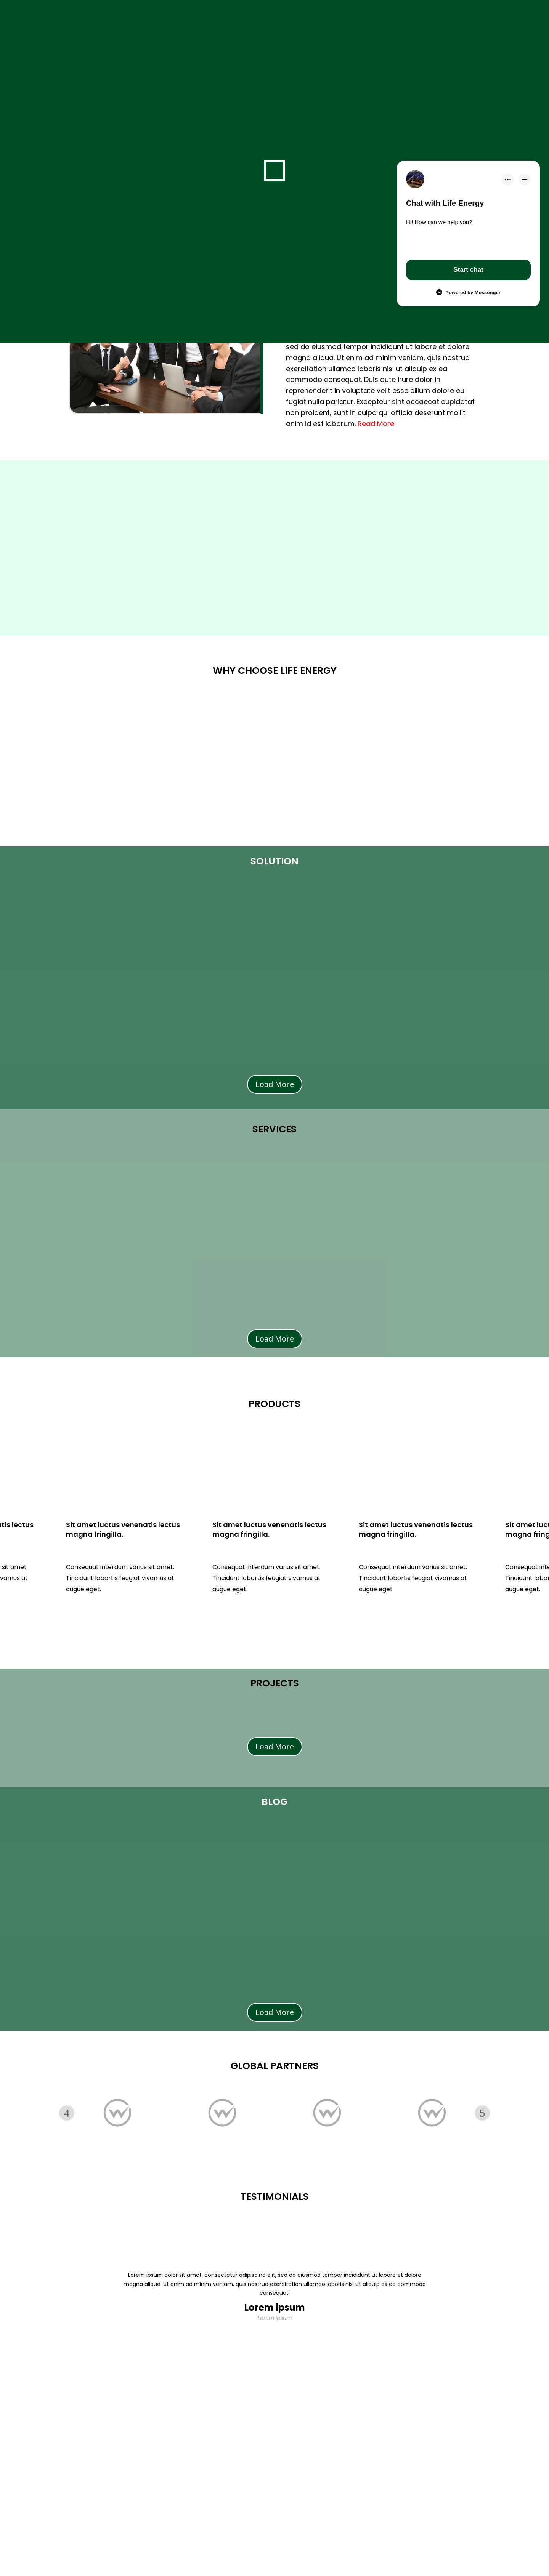 Chat with Life Energy
Hi! How can we help you?
Start chat
Powered by Messenger
sed do eiusmod tempor incididunt ut labore et dolore
magna aliqua. Ut enim ad minim veniam, quis nostrud
exercitation ullamco laboris nisi ut aliquip ex ea
commodo consequat. Duis aute irure dolor in
reprehenderit in voluptate velit esse cillum dolore eu
fugiat nulla pariatur. Excepteur sint occaecat cupidatat
non proident, sunt in culpa qui officia deserunt mollit
anim id est laborum. Read More
WHY CHOOSE LIFE ENERGY
SOLUTION
Load More
SERVICES
Load More
PRODUCTS
lectus
Sit amet luctus venenatis lectus
magna fringilla.
Sit amet luctus venenatis lectus
magna fringilla.
Sit amet luctus venenatis lectus
magna fringilla.
Sit amet
magna
sit amet.
at
Consequat interdum varius sit amet.
Tincidunt lobortis feugiat vivamus at
augue eget.
Consequat interdum varius sit amet.
Tincidunt lobortis feugiat vivamus at
augue eget.
Consequat interdum varius sit amet.
Tincidunt lobortis feugiat vivamus at
augue eget.
Consequat
Tincidunt
augue eget.
PROJECTS
Load More
BLOG
Load More
GLOBAL PARTNERS
4
5
TESTIMONIALS
Lorem ipsum dolor sit amet, consectetur adipiscing elit, sed do eiusmod tempor incididunt ut labore et dolore
magna aliqua. Ut enim ad minim veniam, quis nostrud exercitation ullamco laboris nisi ut aliquip ex ea commodo
consequat.
Lorem ipsum
Lorem ipsum